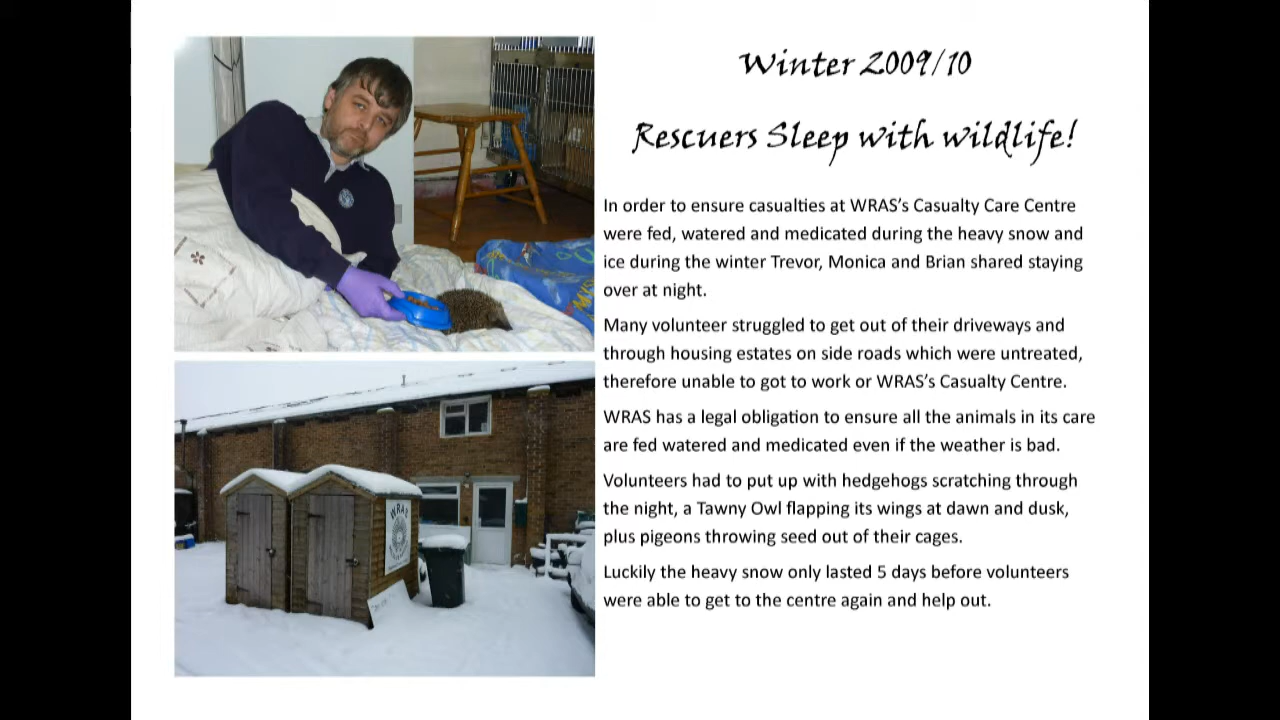 Winter 2009/10
Rescuers Sleep with wildlife!
In order to ensure casualties at WRAS's Casualty Care Centre
were fed, watered and medicated during the heavy snow and
ice during the winter Trevor, Monica and Brian shared staying
over at night.
Many volunteer struggled to get out of their driveways and
through housing estates on side roads which were untreated,
therefore unable to got to work or WRAS's Casualty Centre.
WRAS has a legal obligation to ensure all the animals in its care
are fed watered and medicated even if the weather is bad.
Volunteers had to put up with hedgehogs scratching through
the night, a Tawny Owl flapping its wings at dawn and dusk,
plus pigeons throwing seed out of their cages.
Luckily the heavy snow only lasted 5 days before volunteers
were able to get to the centre again and help out.
WRAS